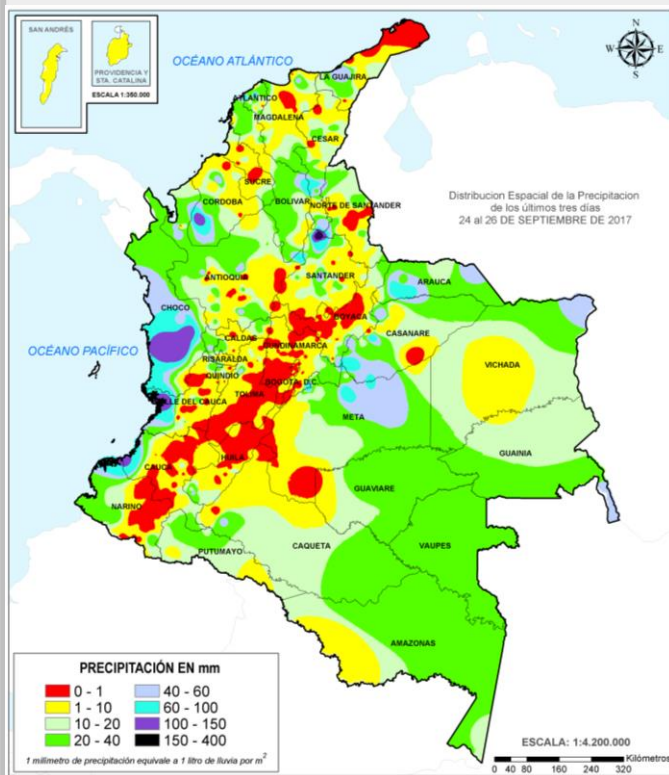 SAN ANDRÉS
PROVIDENCIA Y
STA. CATALINA
ESCALA 1:350.000
N
W
E
S
OCÉANO ATLÁNTICO
LA GUAJIRA
ATLÁNTICO
MAGDALENA
CESAR
SUCRE
CORDOBA
BOLIVAR
NORTE DE SANTANDER
Distribucion Espacial de la Precipitacion
de los últimos tres días
24 al 26 DE SEPTIEMBRE DE 2017
ANTIOQUIA
SANTANDER
ARAUCA
CHOCO
BOYACA
CASANARE
OCÉANO PACÍFICO
CALDAS
CUNDINAMARCA
RISARALDA
VICHADA
QUINDIO
BOGOTA, D.C.
TOLIMA
VALLE DEL CAUCA
META
GUAINIA
CAUCA
HUILA
GUAVIARE
NARIÑO
PUTUMAYO
CAQUETA
VAUPES
AMAZONAS
PRECIPITACIÓN EN mm
0 - 1
40 - 60
1 - 10
60 - 100
10 - 20
100 - 150
20 - 40
150 - 400
1 milimetro de precipitación equivale a 1 litro de lluvia por m²
ESCALA: 1:4.200.000
Kilómetros
0 40 80 160 240 320